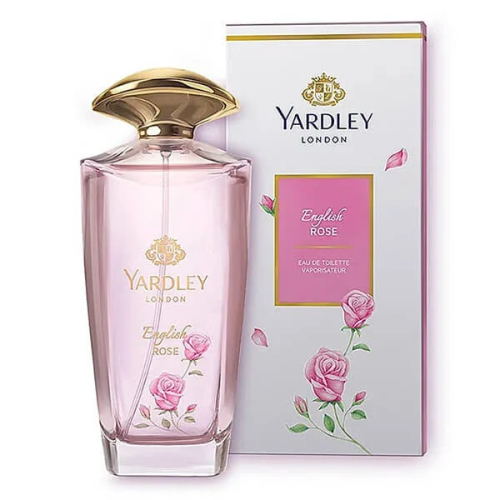 YARDLEY
LONDON
English
ROSE
YARDLEY
LONDON
English
ROSE
EAU DE TOILETTE
VAPORISATEUR